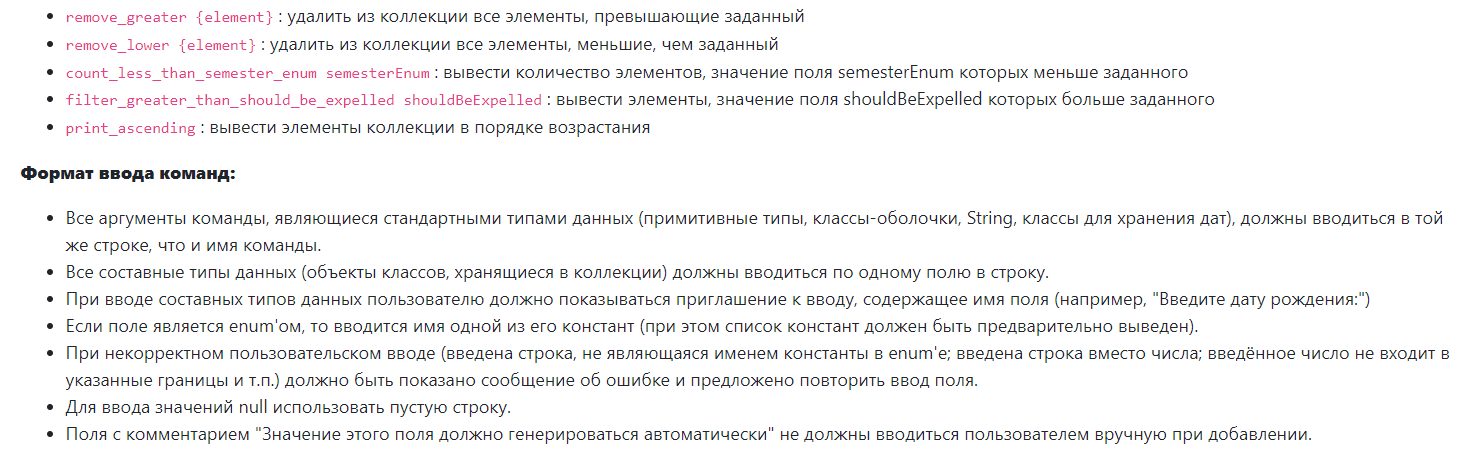 • remove_greater {element} : удалить из коллекции все элементы, превышающие заданный
• remove_lower {element} : удалить из коллекции все элементы, меньшие, чем заданный
• count_less_than_semester_enum semesterEnum : вывести количество элементов, значение поля semesterEnum которых меньше заданного
• filter_greater_than_should_be_expelled shouldBeExpelled : вывести элементы, значение поля shouldBeExpelled которых больше заданного
• print_ascending : вывести элементы коллекции в порядке возрастания
Формат ввода команд:
• Все аргументы команды, являющиеся стандартными типами данных (примитивные типы, классы-оболочки, String, классы для хранения дат), должны вводиться в той
же строке, что и имя команды.
• Все составные типы данных (объекты классов, хранящиеся в коллекции) должны вводиться по одному полю в строку.
• При вводе составных типов данных пользователю должно показываться приглашение к вводу, содержащее имя поля (например, "Введите дату рождения:")
• Если поле является enum'ом, то вводится имя одной из его констант (при этом список констант должен быть предварительно выведен).
• При некорректном пользовательском вводе (введена строка, не являющаяся именем константы в enum'е; введена строка вместо числа; введённое число не входит в
указанные границы и т.п.) должно быть показано сообщение об ошибке и предложено повторить ввод поля.
• Для ввода значений null использовать пустую строку.
• Поля с комментарием "Значение этого поля должно генерироваться автоматически" не должны вводиться пользователем вручную при добавлении.